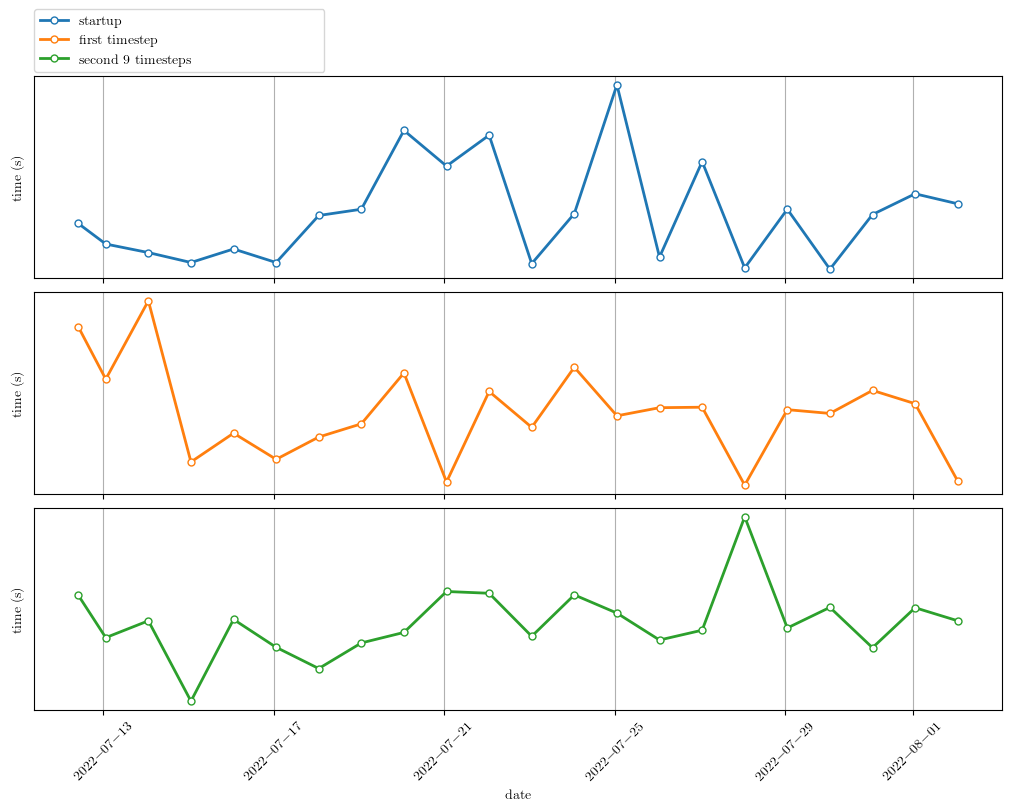 startup
first timestep
second 9 timesteps
time (s)
time (s)
time (s)
2022−07−13
2022−07−17
2022−07−21
2022−07−25
2022−07−29
2022−08−01
date